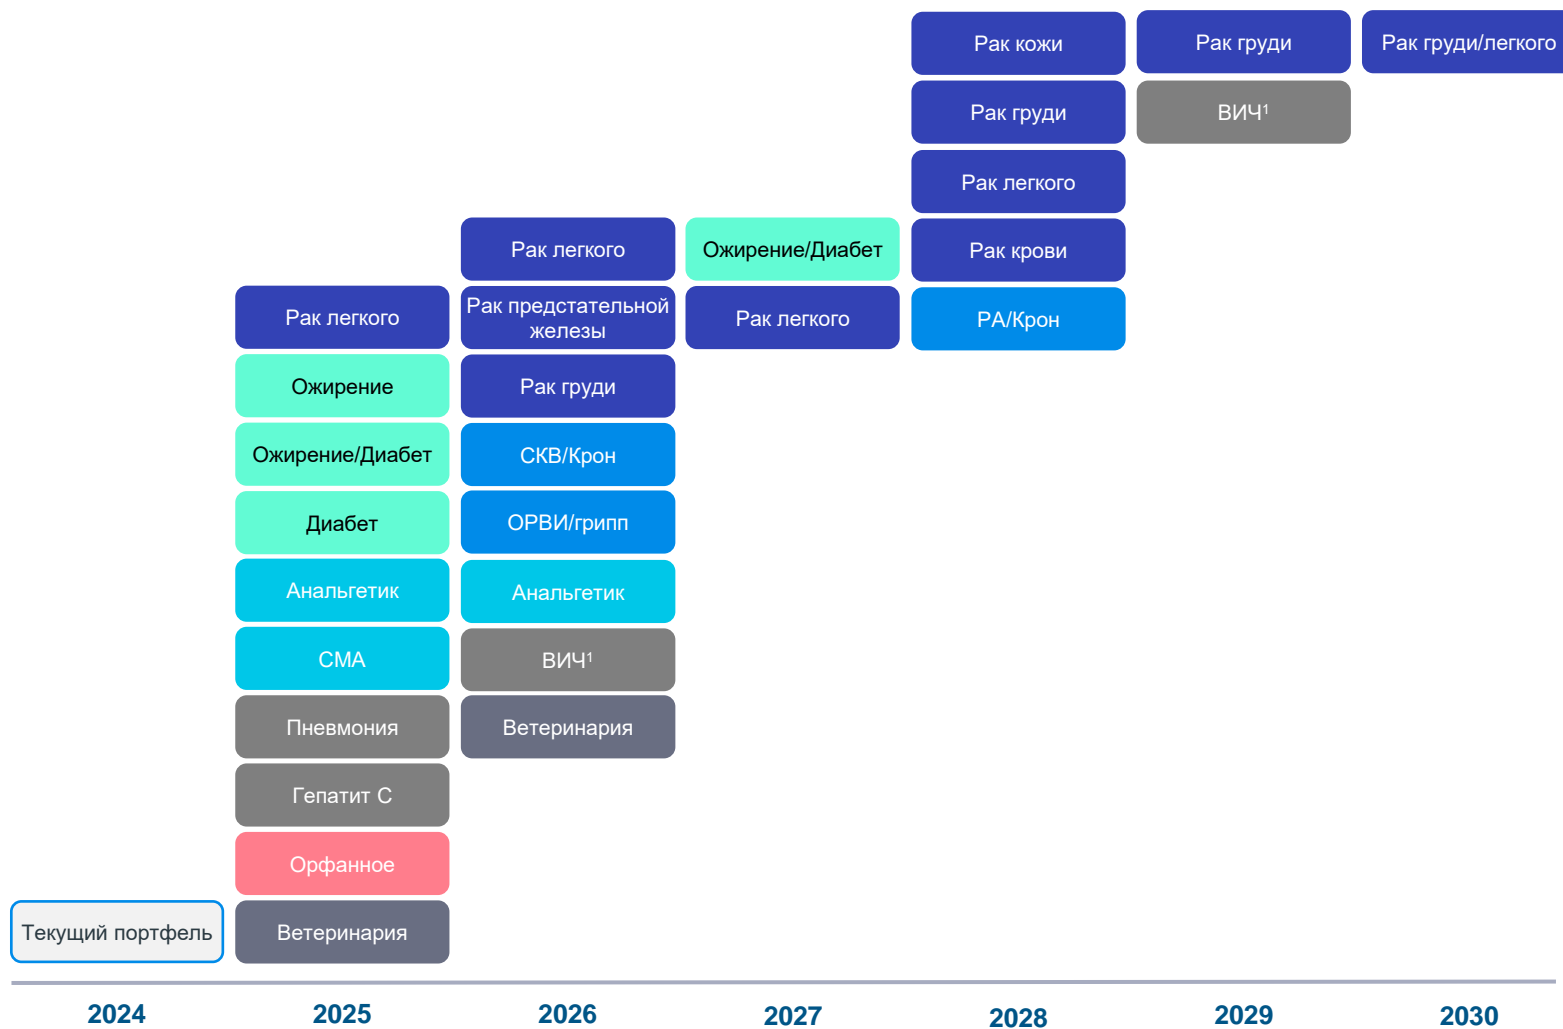 Рак кожи
Рак груди
Рак груди/легкого
Рак груди
ВИЧ¹
Рак легкого
Рак легкого
Ожирение/Диабет
Рак крови
Рак легкого
Рак предстательной
железы
Рак легкого
РА/Крон
Ожирение
Рак груди
Ожирение/Диабет
СКВ/Крон
Диабет
ОРВИ/грипп
Анальгетик
Анальгетик
СМА
ВИЧ¹
Пневмония
Ветеринария
Гепатит С
Орфанное
Текущий портфель
Ветеринария
2024
2025
2026
2027
2028
2029
2030